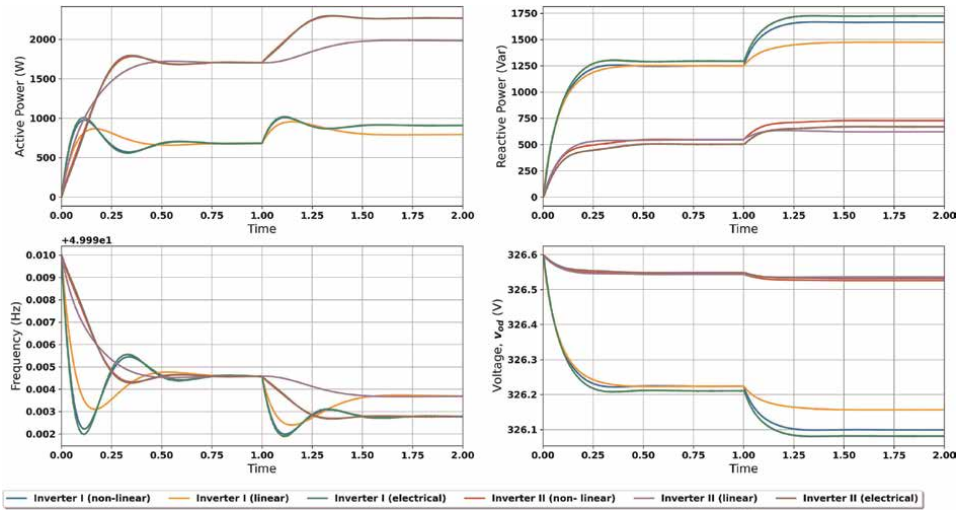 Active Power (W)
2000
1500
1000
500
0
0.00 0.25 0.50 0.75 1.00 1.25 1.50 1.75 2.00
Time
Reactive Power (Var)
1750
1500
1250
1000
750
500
250
0
0.00 0.25 0.50 0.75 1.00 1.25 1.50 1.75 2.00
Time
+4.999e1
Frequency (Hz)
0.010
0.009
0.008
0.007
0.006
0.005
0.004
0.003
0.002
0.00 0.25 0.50 0.75 1.00 1.25 1.50 1.75 2.00
Time
Voltage, v_od (V)
326.6
326.5
326.4
326.3
326.2
326.1
0.00 0.25 0.50 0.75 1.00 1.25 1.50 1.75 2.00
Time
Inverter I (non-linear) Inverter I (linear) Inverter I (electrical) Inverter II (non- linear) Inverter II (linear) Inverter II (electrical)